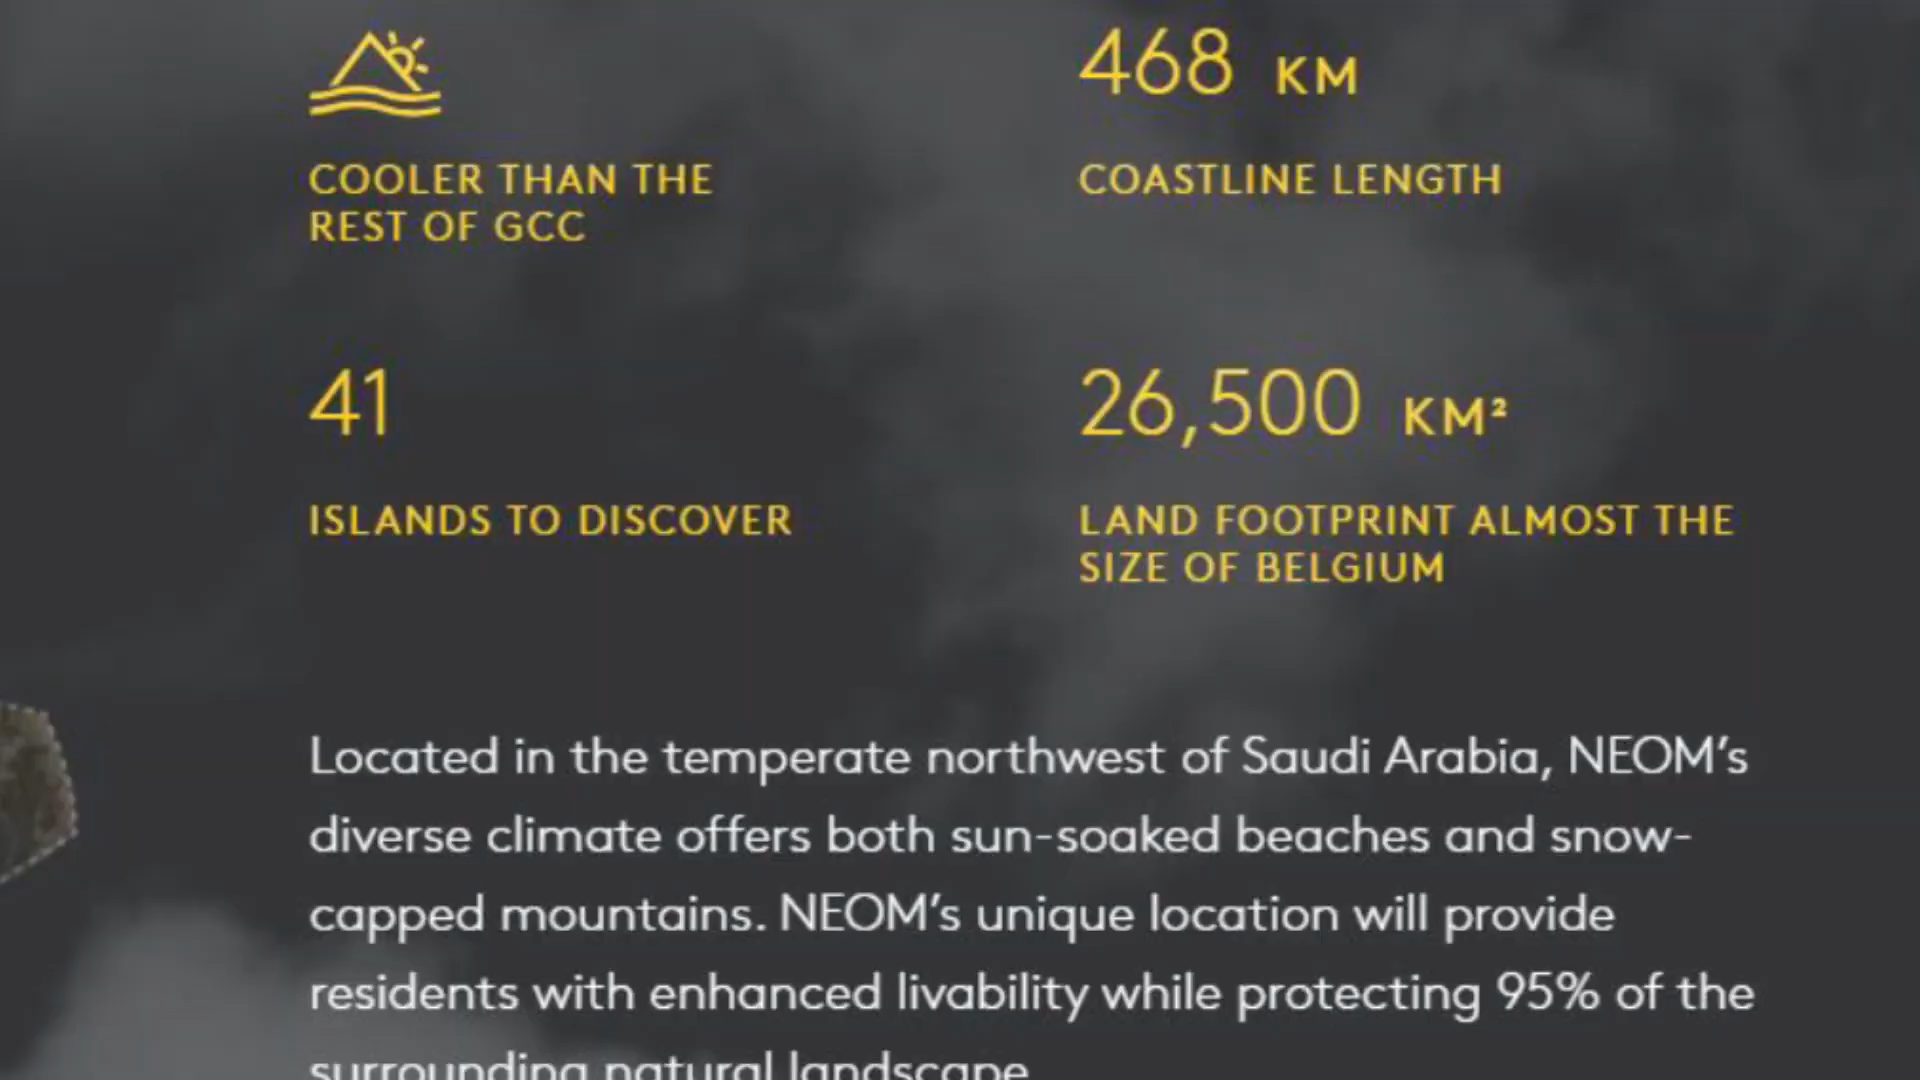 468 KM
COOLER THAN THE
REST OF GCC
COASTLINE LENGTH
41
26,500 KM²
ISLANDS TO DISCOVER
LAND FOOTPRINT ALMOST THE
SIZE OF BELGIUM
Located in the temperate northwest of Saudi Arabia, NEOM’s
diverse climate offers both sun-soaked beaches and snow-
capped mountains. NEOM’s unique location will provide
residents with enhanced livability while protecting 95% of the
surrounding natural landscape